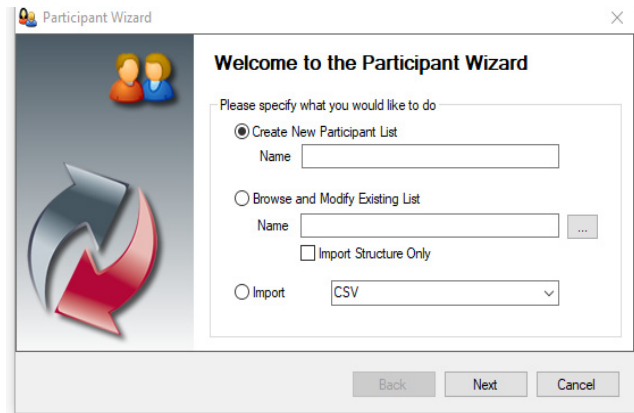 Participant Wizard
Welcome to the Participant Wizard
Please specify what you would like to do
Create New Participant List
Name
Browse and Modify Existing List
Name
...
Import Structure Only
Import
CSV
Back
Next
Cancel